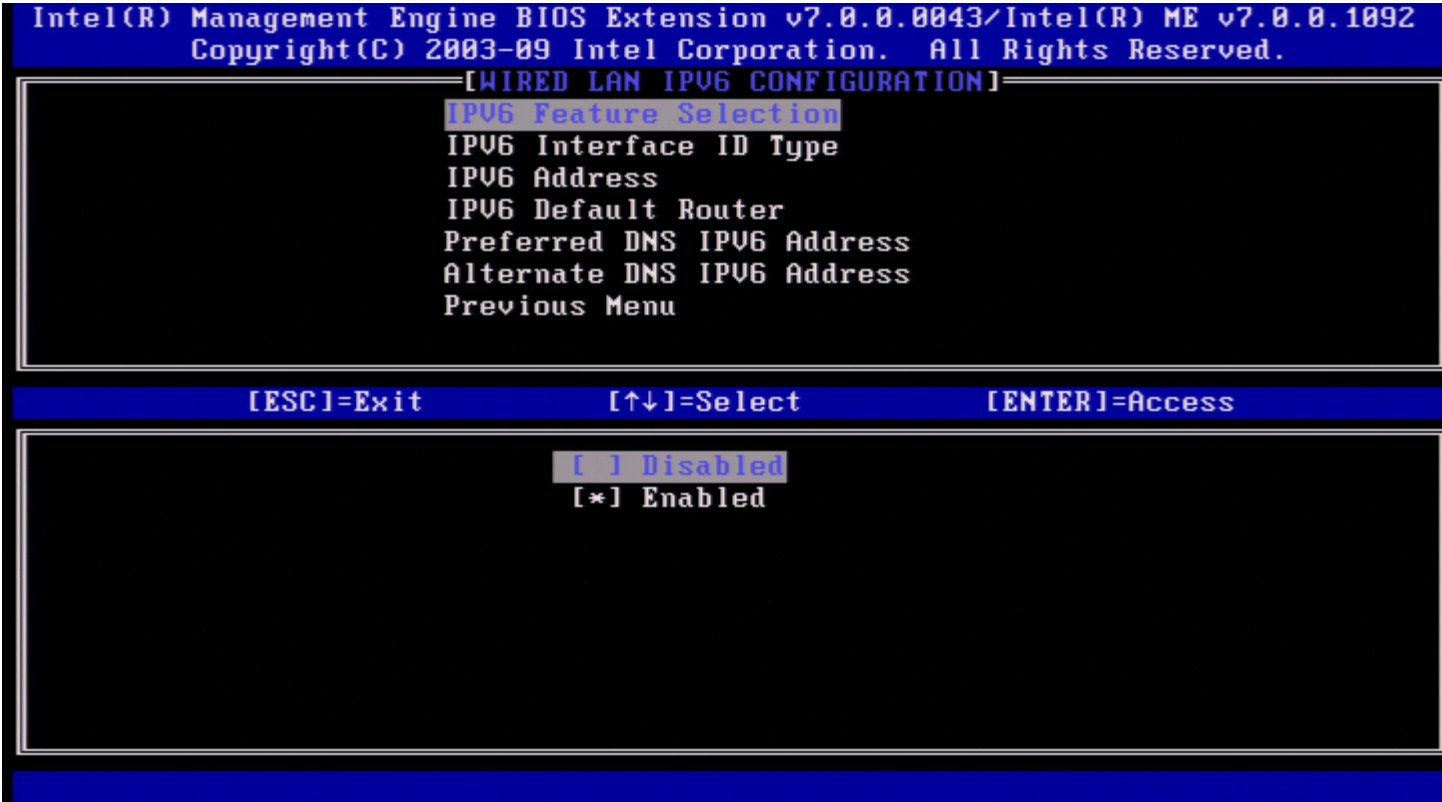 Intel(R) Management Engine BIOS Extension v7.0.0.0043/Intel(R) ME v7.0.0.1092
Copyright(C) 2003-09 Intel Corporation. All Rights Reserved.
[WIRED LAN IPV6 CONFIGURATION]
IPV6 Feature Selection
IPV6 Interface ID Type
IPV6 Address
IPV6 Default Router
Preferred DNS IPV6 Address
Alternate DNS IPV6 Address
Previous Menu
[ESC]=Exit [↑↓]=Select [ENTER]=Access
[ ] Disabled
[*] Enabled